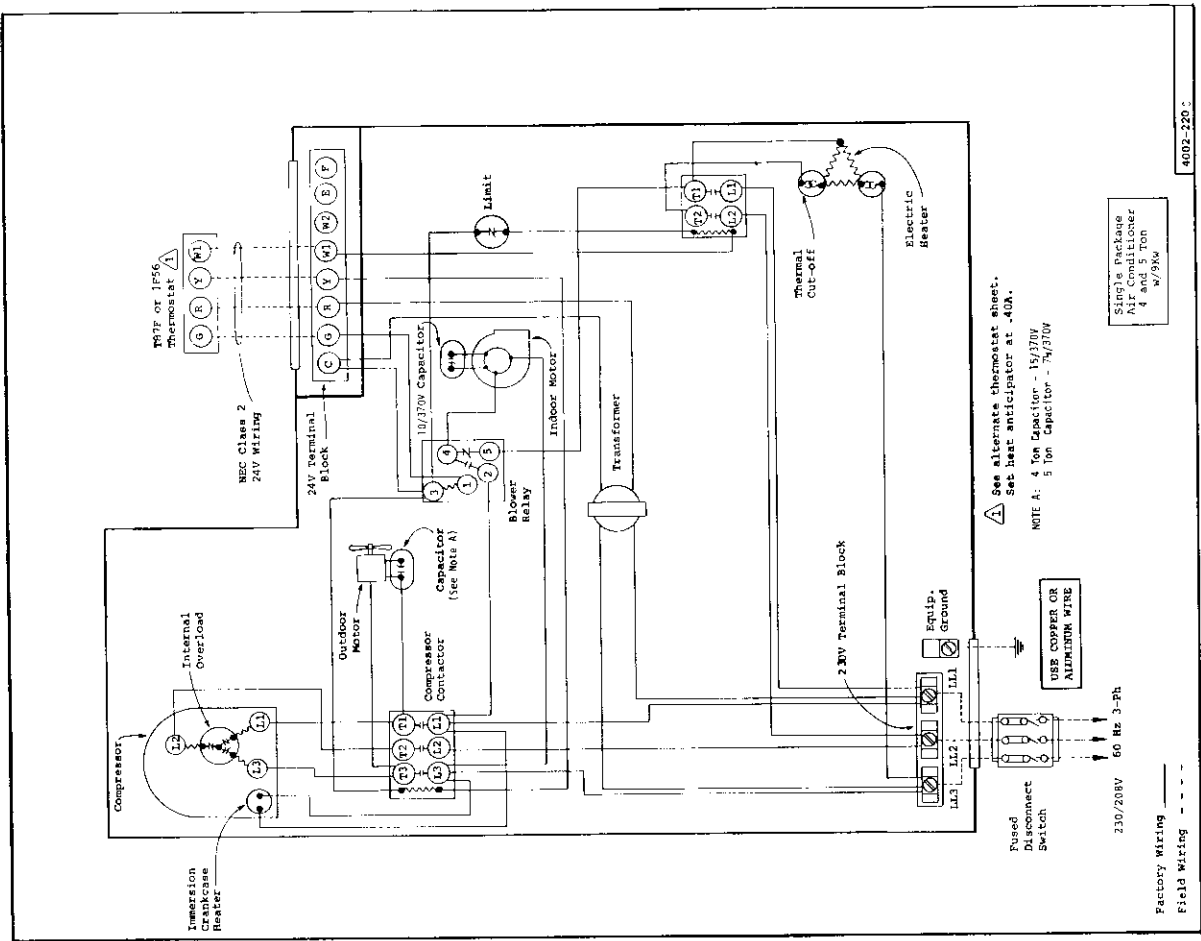 T87F or 1F56
Thermostat 1
G R Y W1
NEC Class 2
24V Wiring
24V Terminal
Block
C G R Y W1 W2 E F
Compressor
Internal
Overload
L2
L1
L3
Immersion
Crankcase
Heater
Outdoor
Motor
Capacitor
(See Note A)
Compressor
Contactor
T3 T2 T1
L3 L2 L1
10/370V Capacitor
Indoor Motor
4
5
3
1
2
Blower
Relay
Limit
T2 T1
L2 L1
Transformer
Thermal
Cut-off
Electric
Heater
230V Terminal Block
LL3 LL2 LL1
Equip.
Ground
Fused
Disconnect
Switch
230/208V 60 Hz 3-Ph
USE COPPER OR
ALUMINUM WIRE
1 See alternate thermostat sheet.
Set heat anticipator at .40A.
NOTE A: 4 Ton Capacitor - 15/370V
5 Ton Capacitor - 7½/370V
Single Package
Air Conditioner
4 and 5 Ton
w/9Kw
Factory Wiring
Field Wiring - - - -
4002-220